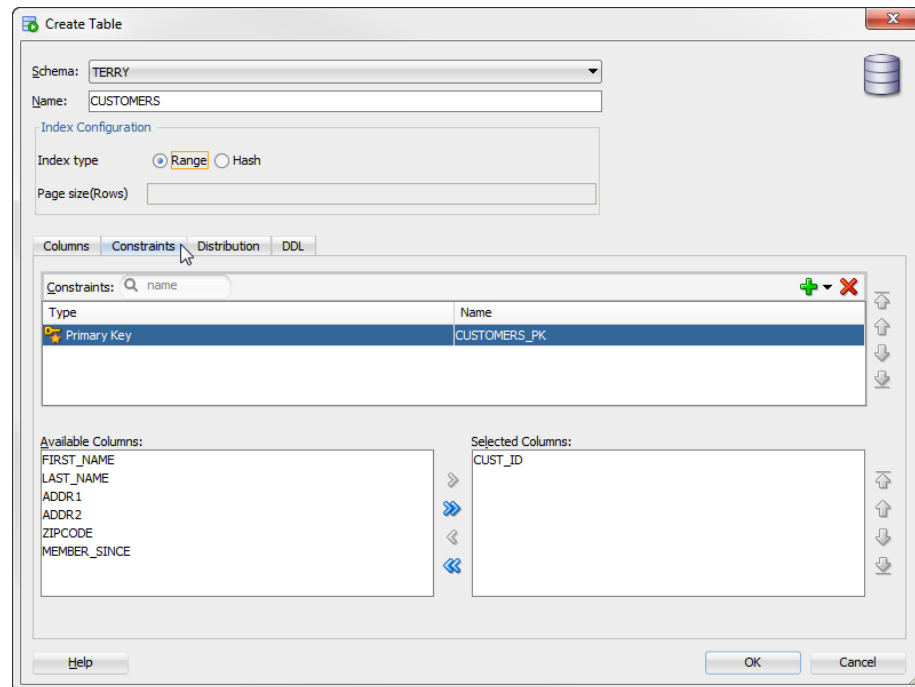 Create Table
Schema: TERRY
Name: CUSTOMERS
Index Configuration
Index type Range Hash
Page size(Rows)
Columns Constraints Distribution DDL
Constraints: name
Type Name
Primary Key CUSTOMERS_PK
Available Columns: Selected Columns:
FIRST_NAME CUST_ID
LAST_NAME
ADDR1
ADDR2
ZIPCODE
MEMBER_SINCE
Help OK Cancel